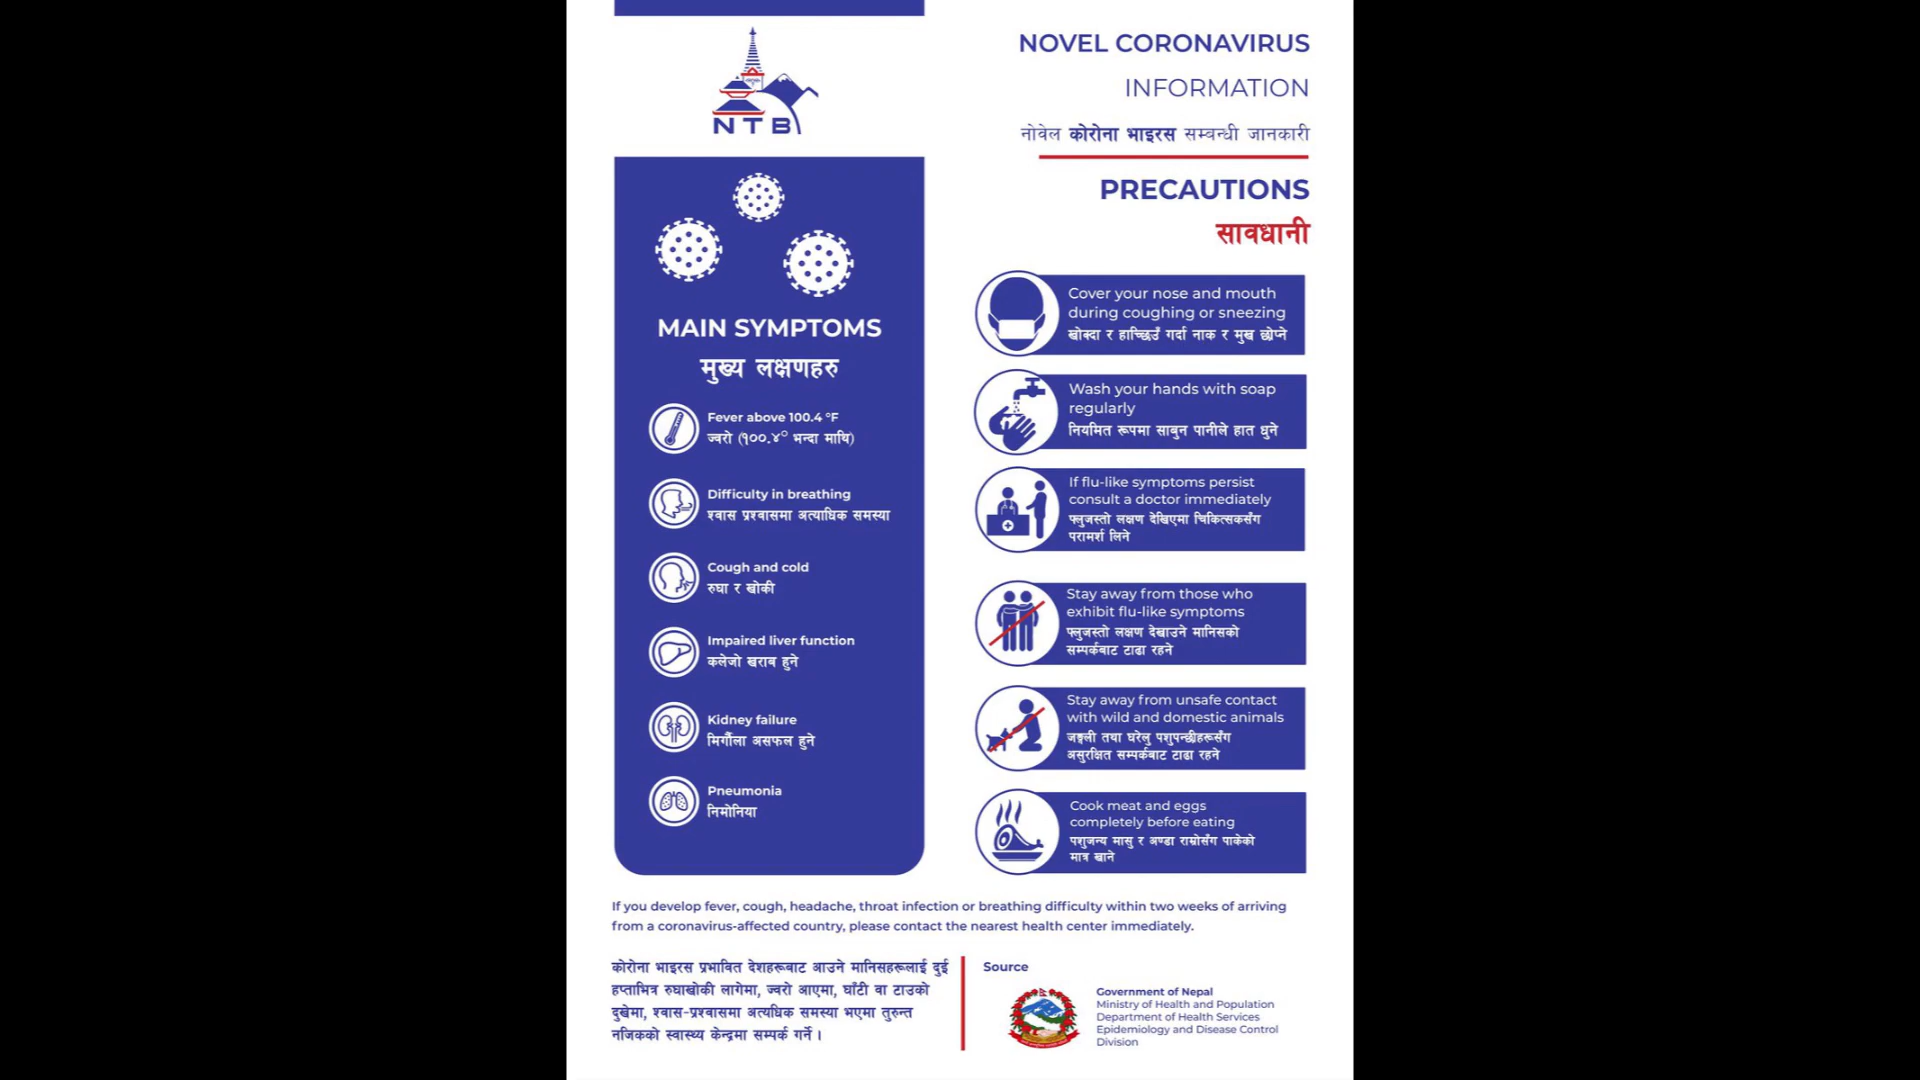 NTB
NOVEL CORONAVIRUS
INFORMATION
नोवेल कोरोना भाइरस सम्बन्धी जानकारी
MAIN SYMPTOMS
मुख्य लक्षणहरु
Fever above 100.4 °F
ज्वरो (१००.४° भन्दा माथि)
Difficulty in breathing
श्वास प्रश्वासमा अत्याधिक समस्या
Cough and cold
रुघा र खोकी
Impaired liver function
कलेजो खराब हुने
Kidney failure
मिर्गौला असफल हुने
Pneumonia
निमोनिया
PRECAUTIONS
सावधानी
Cover your nose and mouth
during coughing or sneezing
खोक्दा र हाच्छिउँ गर्दा नाक र मुख छोप्ने
Wash your hands with soap
regularly
नियमित रूपमा साबुन पानीले हात धुने
If flu-like symptoms persist
consult a doctor immediately
फ्लुजस्तो लक्षण देखिएमा चिकित्सकसँग
परामर्श लिने
Stay away from those who
exhibit flu-like symptoms
फ्लुजस्तो लक्षण देखाउने मानिसको
सम्पर्कबाट टाढा रहने
Stay away from unsafe contact
with wild and domestic animals
जङ्गली तथा घरेलु पशुपन्छीहरूसँग
असुरक्षित सम्पर्कबाट टाढा रहने
Cook meat and eggs
completely before eating
पशुजन्य मासु र अण्डा राम्रोसँग पाकेको
मात्र खाने
If you develop fever, cough, headache, throat infection or breathing difficulty within two weeks of arriving
from a coronavirus-affected country, please contact the nearest health center immediately.
कोरोना भाइरस प्रभावित देशहरूबाट आउने मानिसहरूलाई दुई
हप्ताभित्र रुघाखोकी लागेमा, ज्वरो आएमा, घाँटी वा टाउको
दुखेमा, श्वास-प्रश्वासमा अत्यधिक समस्या भएमा तुरुन्त
नजिकको स्वास्थ्य केन्द्रमा सम्पर्क गर्ने ।
Source
Government of Nepal
Ministry of Health and Population
Department of Health Services
Epidemiology and Disease Control
Division